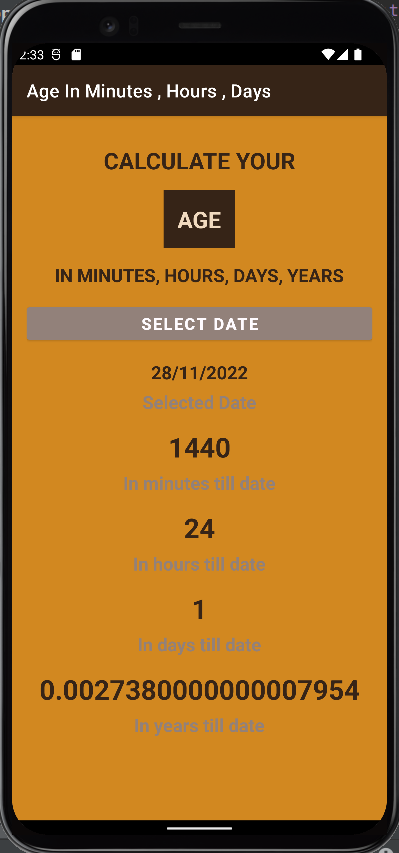 2:33
Age In Minutes , Hours , Days
CALCULATE YOUR
AGE
IN MINUTES, HOURS, DAYS, YEARS
SELECT DATE
28/11/2022
Selected Date
1440
In minutes till date
24
In hours till date
1
In days till date
0.0027380000000007954
In years till date